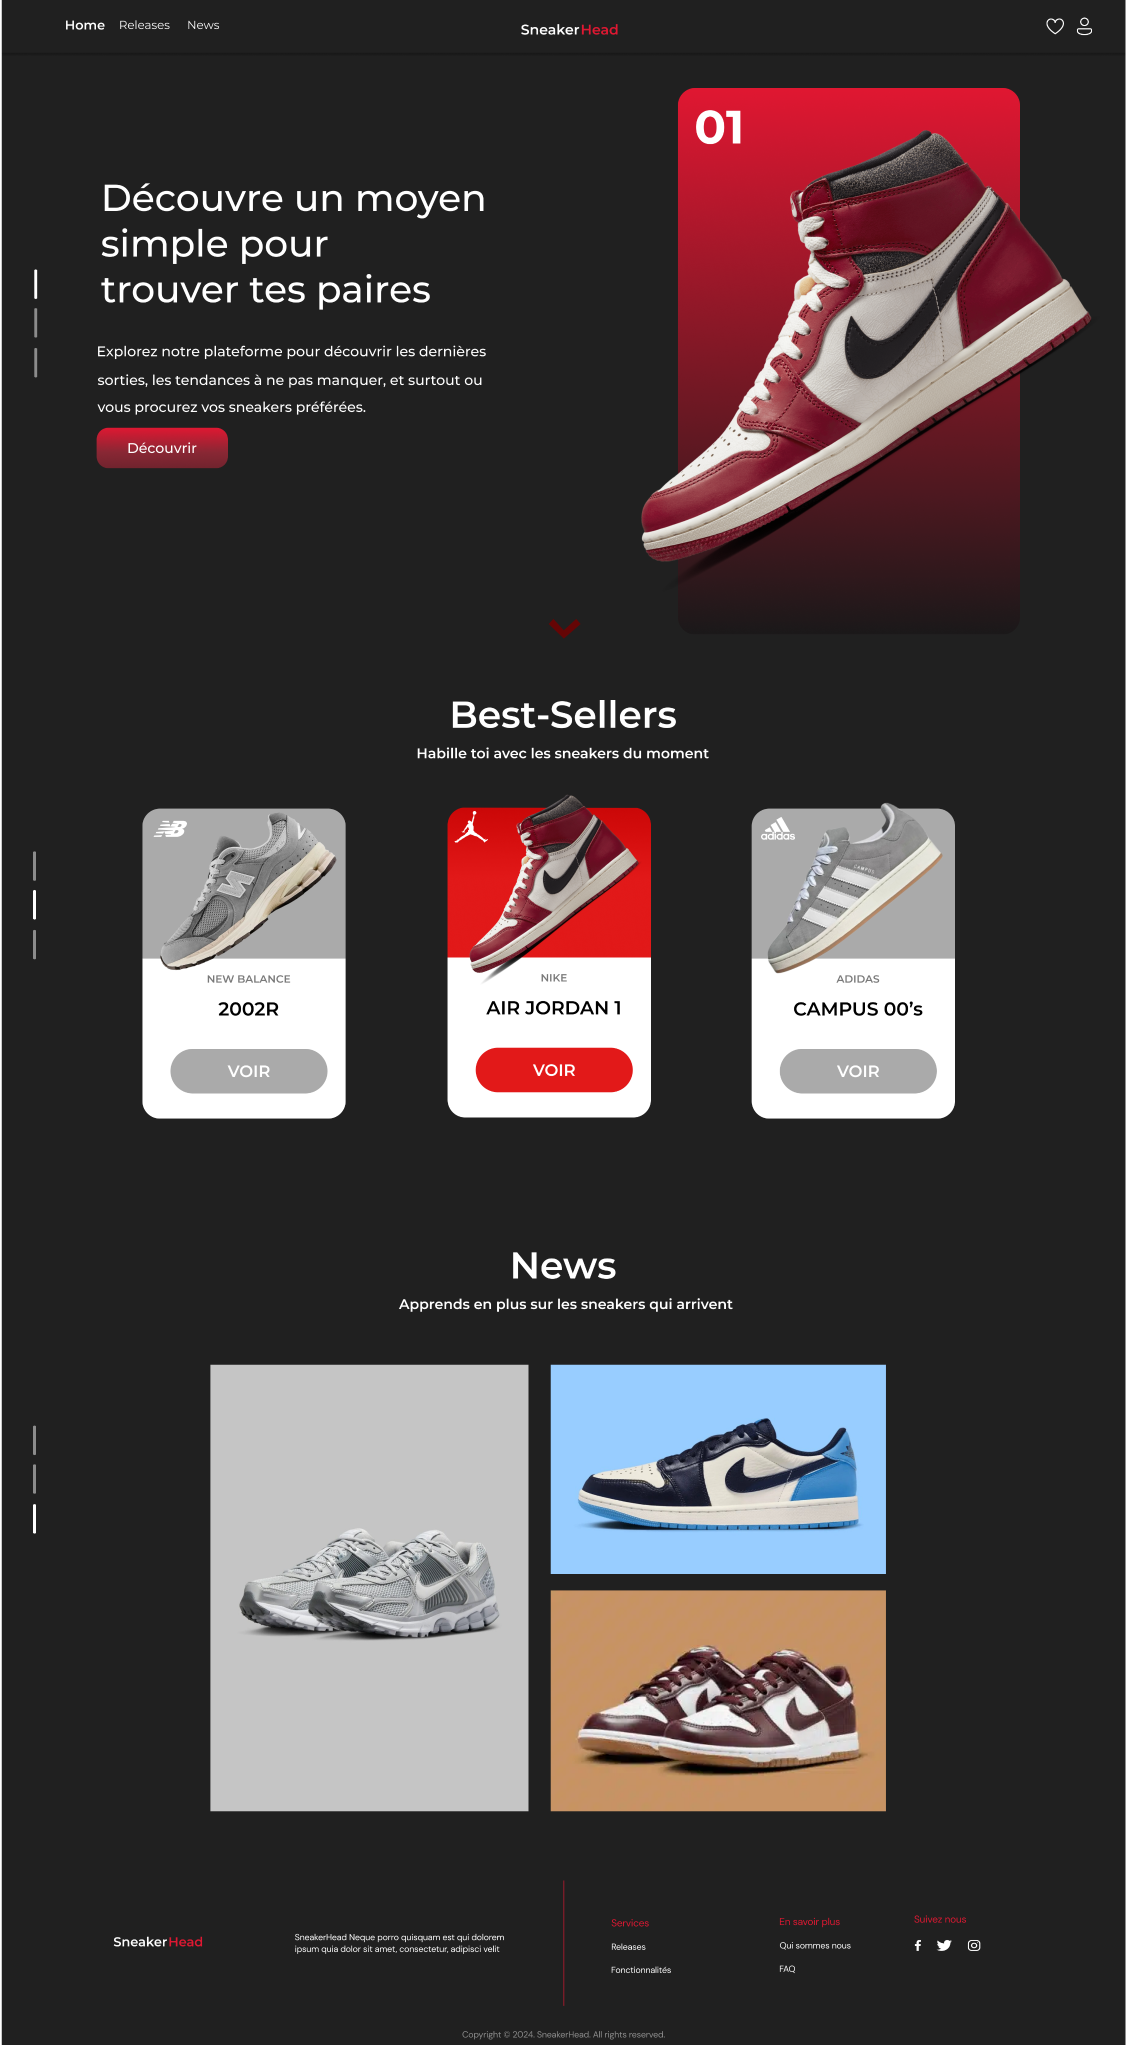 Home Releases News
SneakerHead
01
Découvre un moyen
simple pour
trouver tes paires
Explorez notre plateforme pour découvrir les dernières
sorties, les tendances à ne pas manquer, et surtout ou
vous procurez vos sneakers préférées.
Découvrir
Best-Sellers
Habille toi avec les sneakers du moment
NB
NEW BALANCE
2002R
VOIR
NIKE
AIR JORDAN 1
VOIR
adidas
CAMPUS
ADIDAS
CAMPUS 00’s
VOIR
News
Apprends en plus sur les sneakers qui arrivent
SneakerHead
SneakerHead Neque porro quisquam est qui dolorem
ipsum quia dolor sit amet, consectetur, adipisci velit
Services
Releases
Fonctionnalités
En savoir plus
Qui sommes nous
FAQ
Suivez nous
Copyright © 2024. SneakerHead. All rights reserved.